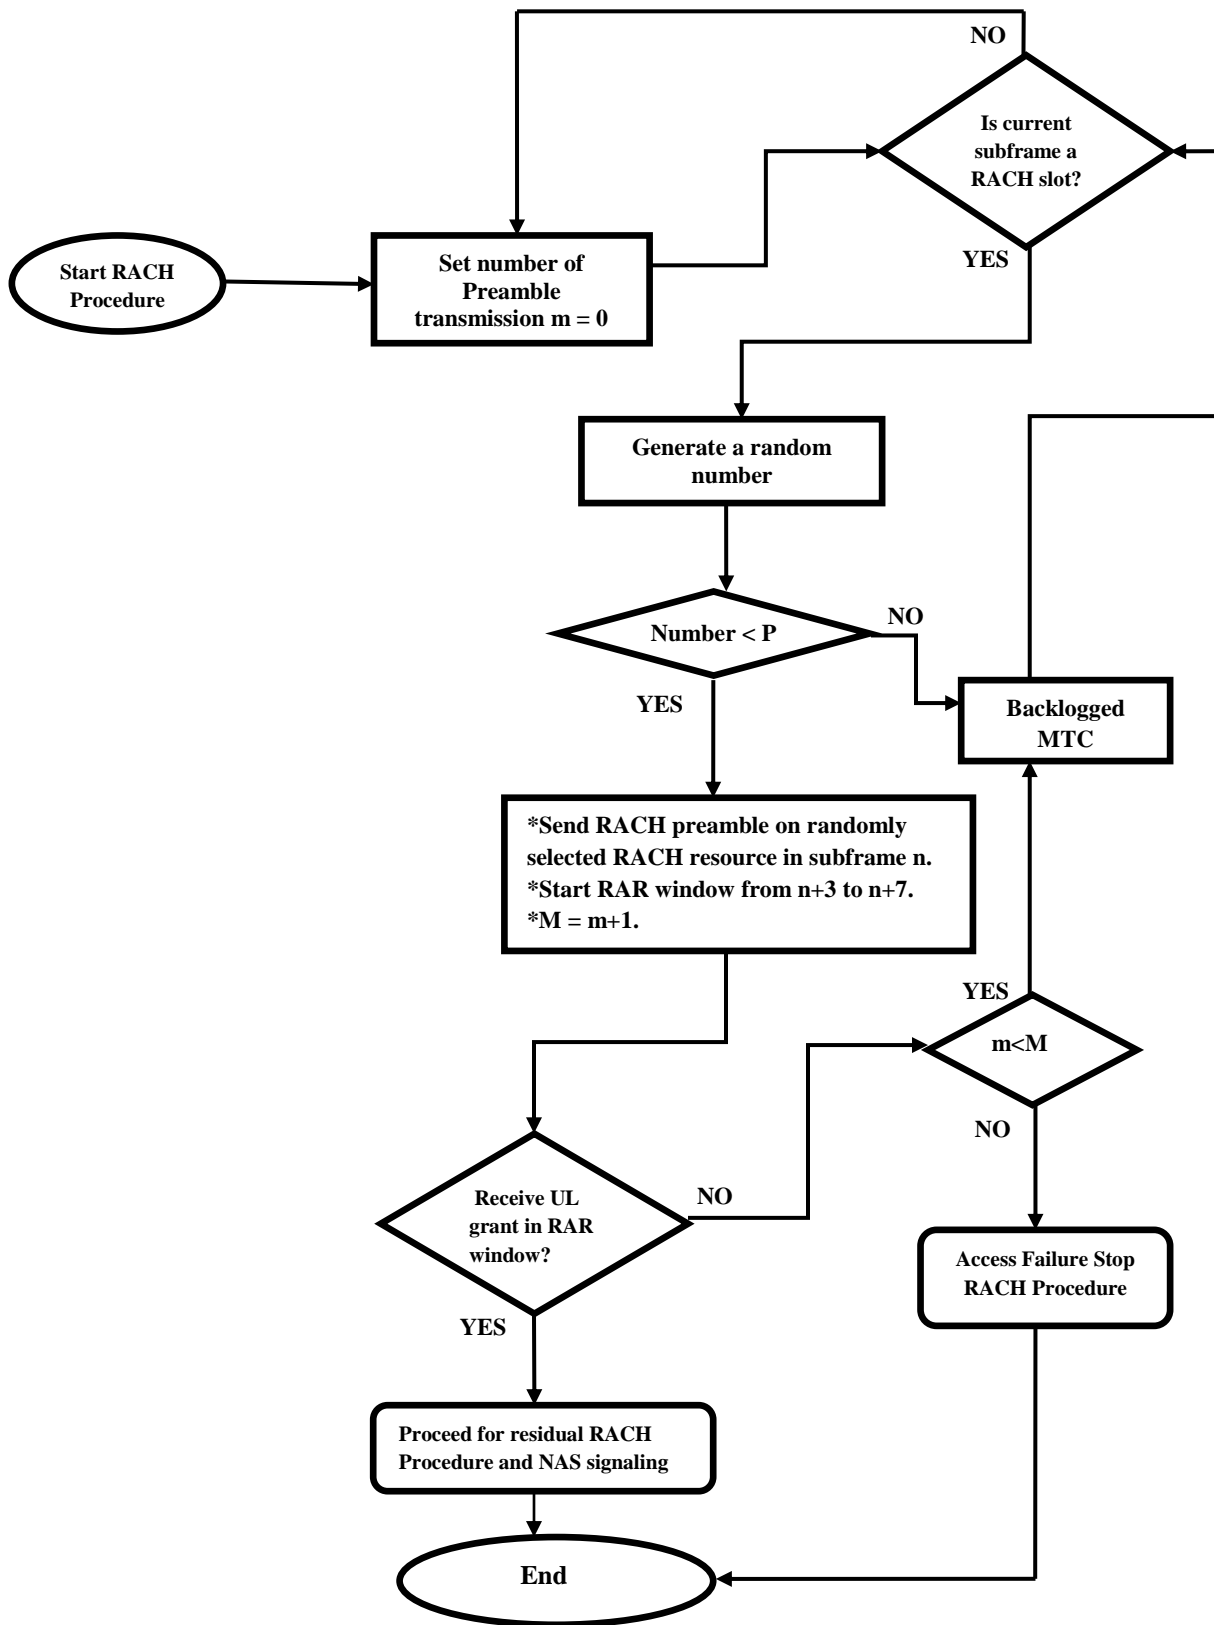 NO
Is current
subframe a
RACH slot?
YES
Start RACH
Procedure
Set number of
Preamble
transmission m = 0
Generate a random
number
Number < P
NO
YES
Backlogged
MTC
*Send RACH preamble on randomly
selected RACH resource in subframe n.
*Start RAR window from n+3 to n+7.
*M = m+1.
YES
m<M
NO
Receive UL
grant in RAR
window?
NO
YES
Access Failure Stop
RACH Procedure
Proceed for residual RACH
Procedure and NAS signaling
End